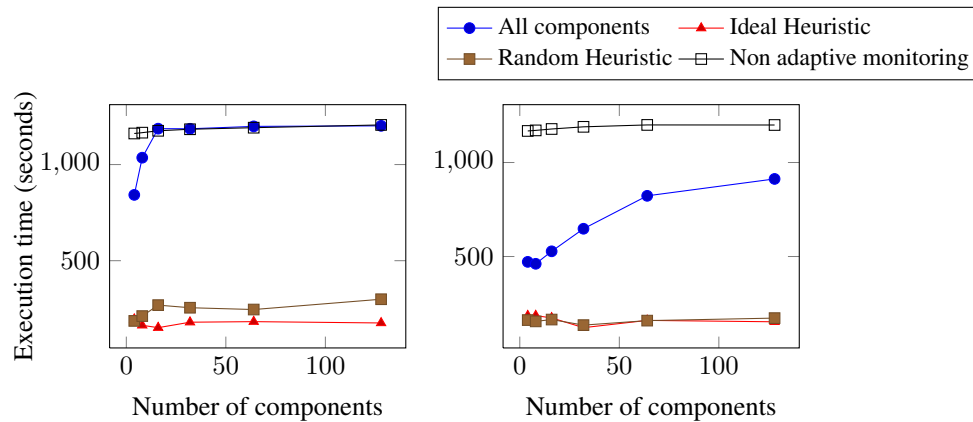 All components
Ideal Heuristic
Random Heuristic
Non adaptive monitoring
Execution time (seconds)
1,000
500
0
50
100
Number of components
1,000
500
0
50
100
Number of components